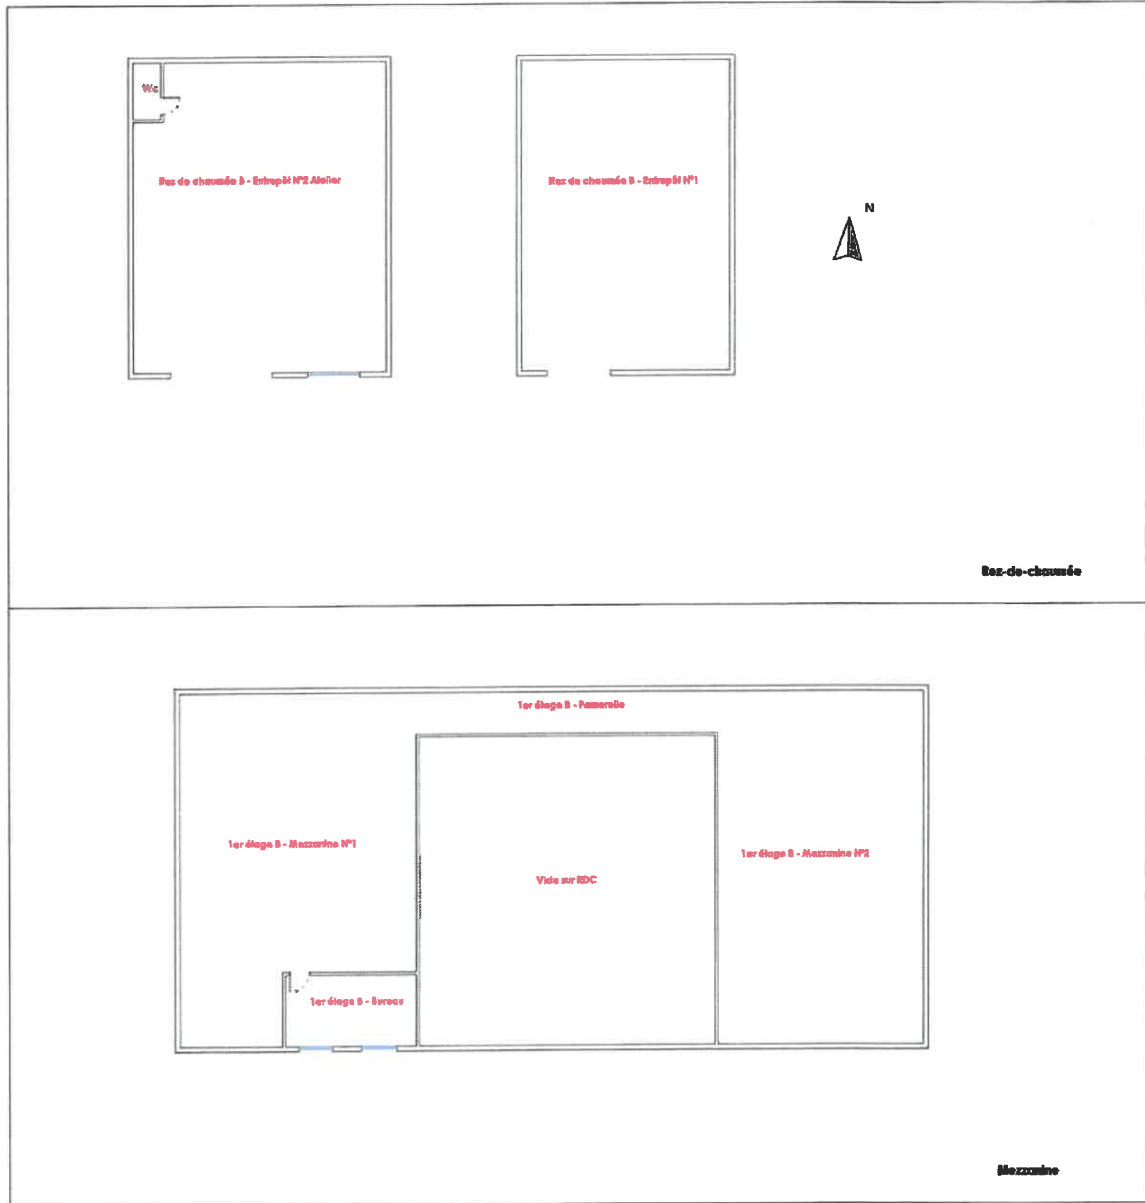 Wc
Rez de chaussée B - Entrepôt N°2 Atelier
Rez de chaussée B - Entrepôt N°1
N
Rez-de-chaussée
1er étage B - Passerelle
1er étage B - Mezzanine N°1
1er étage B - Mezzanine N°2
Vide sur RDC
1er étage B - Bureau
Mezzanine